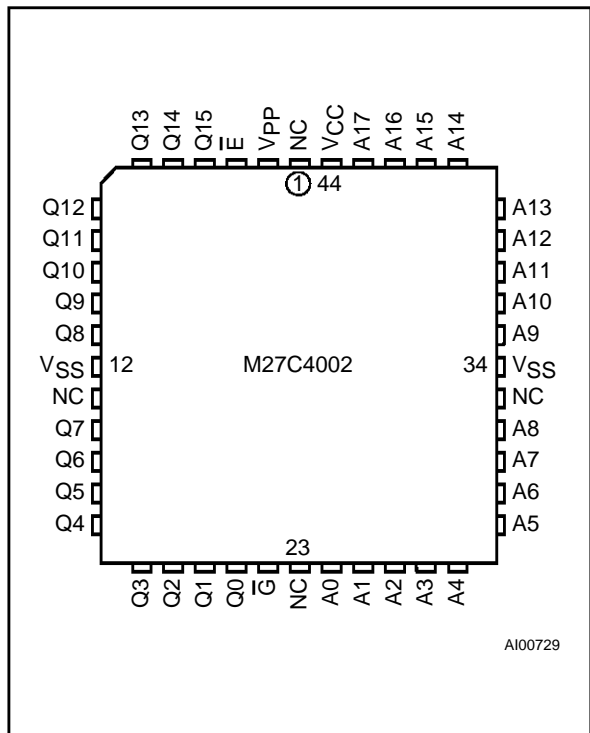 Q13 Q14 Q15 E̅ VPP NC VCC A17 A16 A15 A14
1 44
Q12 A13
Q11 A12
Q10 A11
Q9 A10
Q8 A9
VSS 12 M27C4002 34 VSS
NC NC
Q7 A8
Q6 A7
Q5 A6
Q4 A5
23
Q3 Q2 Q1 Q0 G̅ NC A0 A1 A2 A3 A4
AI00729